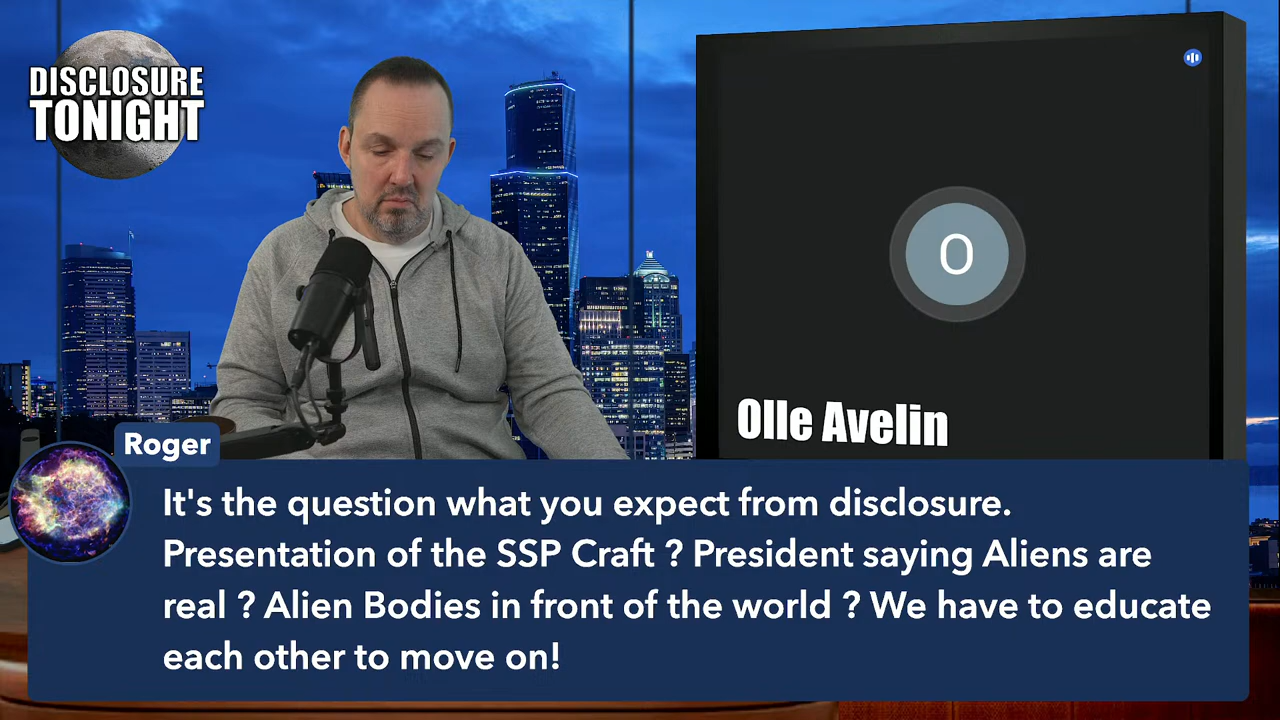 DISCLOSURE
TONIGHT
O
Olle Avelin
Roger
It's the question what you expect from disclosure.
Presentation of the SSP Craft ? President saying Aliens are
real ? Alien Bodies in front of the world ? We have to educate
each other to move on!